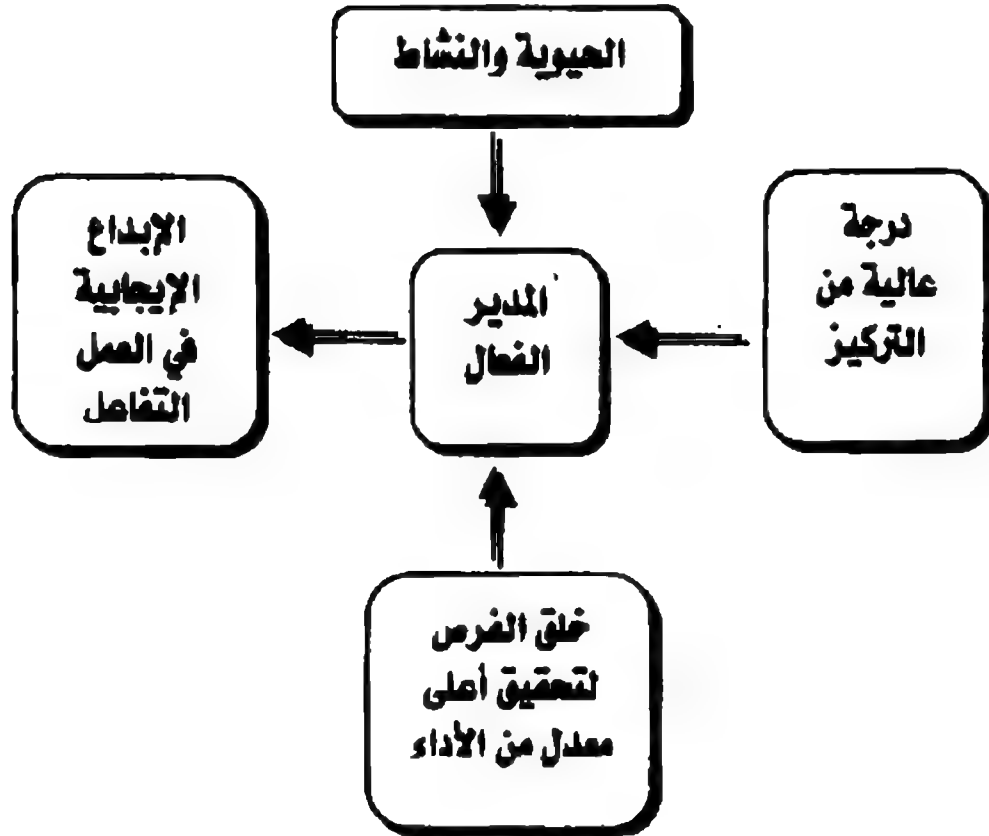 الحيوية والنشاط
درجة
عالية من
التركيز
المدير
الفعال
الإبداع
الإيجابية
في العمل
التفاعل
خلق الفرص
لتحقيق أعلى
معدل من الأداء